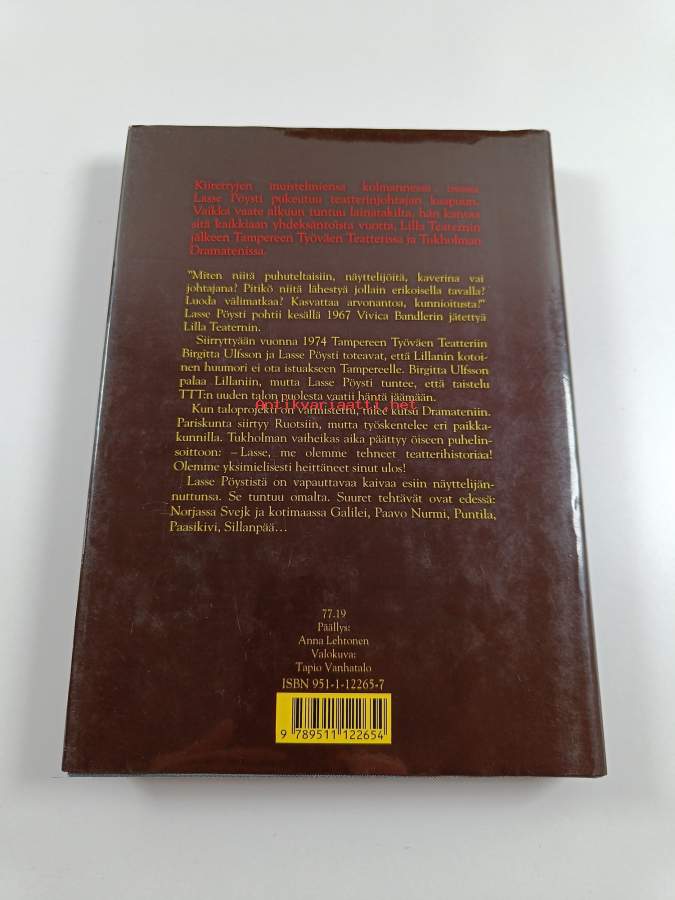 Kiitettyjen muistelmiensa kolmannessa osassa
Lasse Pöysti pukeutuu teatterinjohtajan kaapuun.
Vaikka vaate alkuun tuntuu lainatakilta, hän kantaa
sitä kaikkiaan yhdeksäntoista vuotta, Lilla Teaternin
jälkeen Tampereen Työväen Teatterissa ja Tukholman
Dramatenissa.
"Miten niitä puhuteltaisiin, näyttelijöitä, kaverina vai
johtajana? Pitikö niitä lähestyä jollain erikoisella tavalla?
Luoda välimatkaa? Kasvattaa arvonantoa, kunnioitusta?"
Lasse Pöysti pohtii kesällä 1967 Vivica Bandlerin jätettyä
Lilla Teaternin.
Siirryttyään vuonna 1974 Tampereen Työväen Teatteriin
Birgitta Ulfsson ja Lasse Pöysti toteavat, että Lillanin kotoi-
nen huumori ei ota istuakseen Tampereelle. Birgitta Ulfsson
palaa Lillaniin, mutta Lasse Pöysti tuntee, että taistelu
TTT:n uuden talon puolesta vaatii häntä jäämään.
Antikvariaatti.net
Kun taloprojekti on varmistettu, tulee kutsu Dramateniin.
Pariskunta siirtyy Ruotsiin, mutta työskentelee eri paikka-
kunnilla. Tukholman vaiheikas aika päättyy öiseen puhelin-
soittoon: – Lasse, me olemme tehneet teatterihistoriaa!
Olemme yksimielisesti heittäneet sinut ulos!
Lasse Pöystistä on vapauttavaa kaivaa esiin näyttelijän-
nuttunsa. Se tuntuu omalta. Suuret tehtävät ovat edessä:
Norjassa Svejk ja kotimaassa Galilei, Paavo Nurmi, Puntila,
Paasikivi, Sillanpää...
77.19
Päällys:
Anna Lehtonen
Valokuva:
Tapio Vanhatalo
ISBN 951-1-12265-7
9 789511 122654